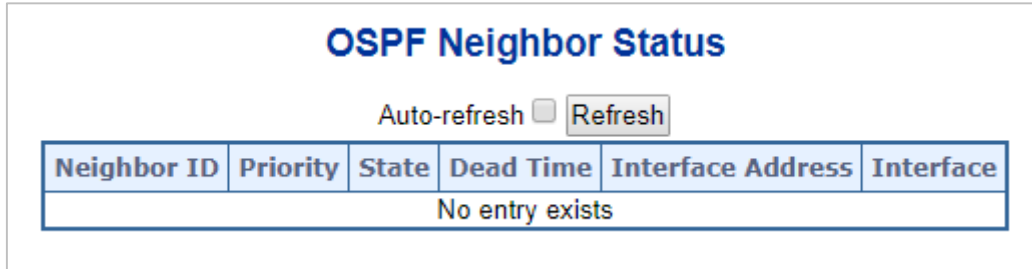 OSPF Neighbor Status
Auto-refresh Refresh
Neighbor ID Priority State Dead Time Interface Address Interface
No entry exists